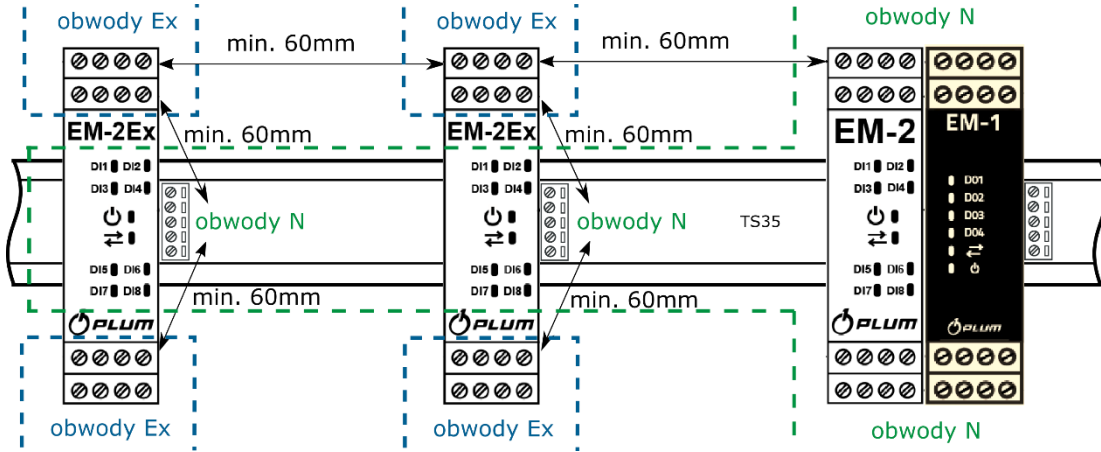 obwody Ex
obwody Ex
obwody N
min. 60mm
min. 60mm
EM-2Ex
DI1 DI2
DI3 DI4
DI5 DI6
DI7 DI8
PLUM
min. 60mm
obwody N
min. 60mm
EM-2Ex
DI1 DI2
DI3 DI4
DI5 DI6
DI7 DI8
PLUM
min. 60mm
obwody N
min. 60mm
TS35
EM-2
DI1 DI2
DI3 DI4
DI5 DI6
DI7 DI8
PLUM
EM-1
DO1
DO2
DO3
DO4
PLUM
obwody Ex
obwody Ex
obwody N